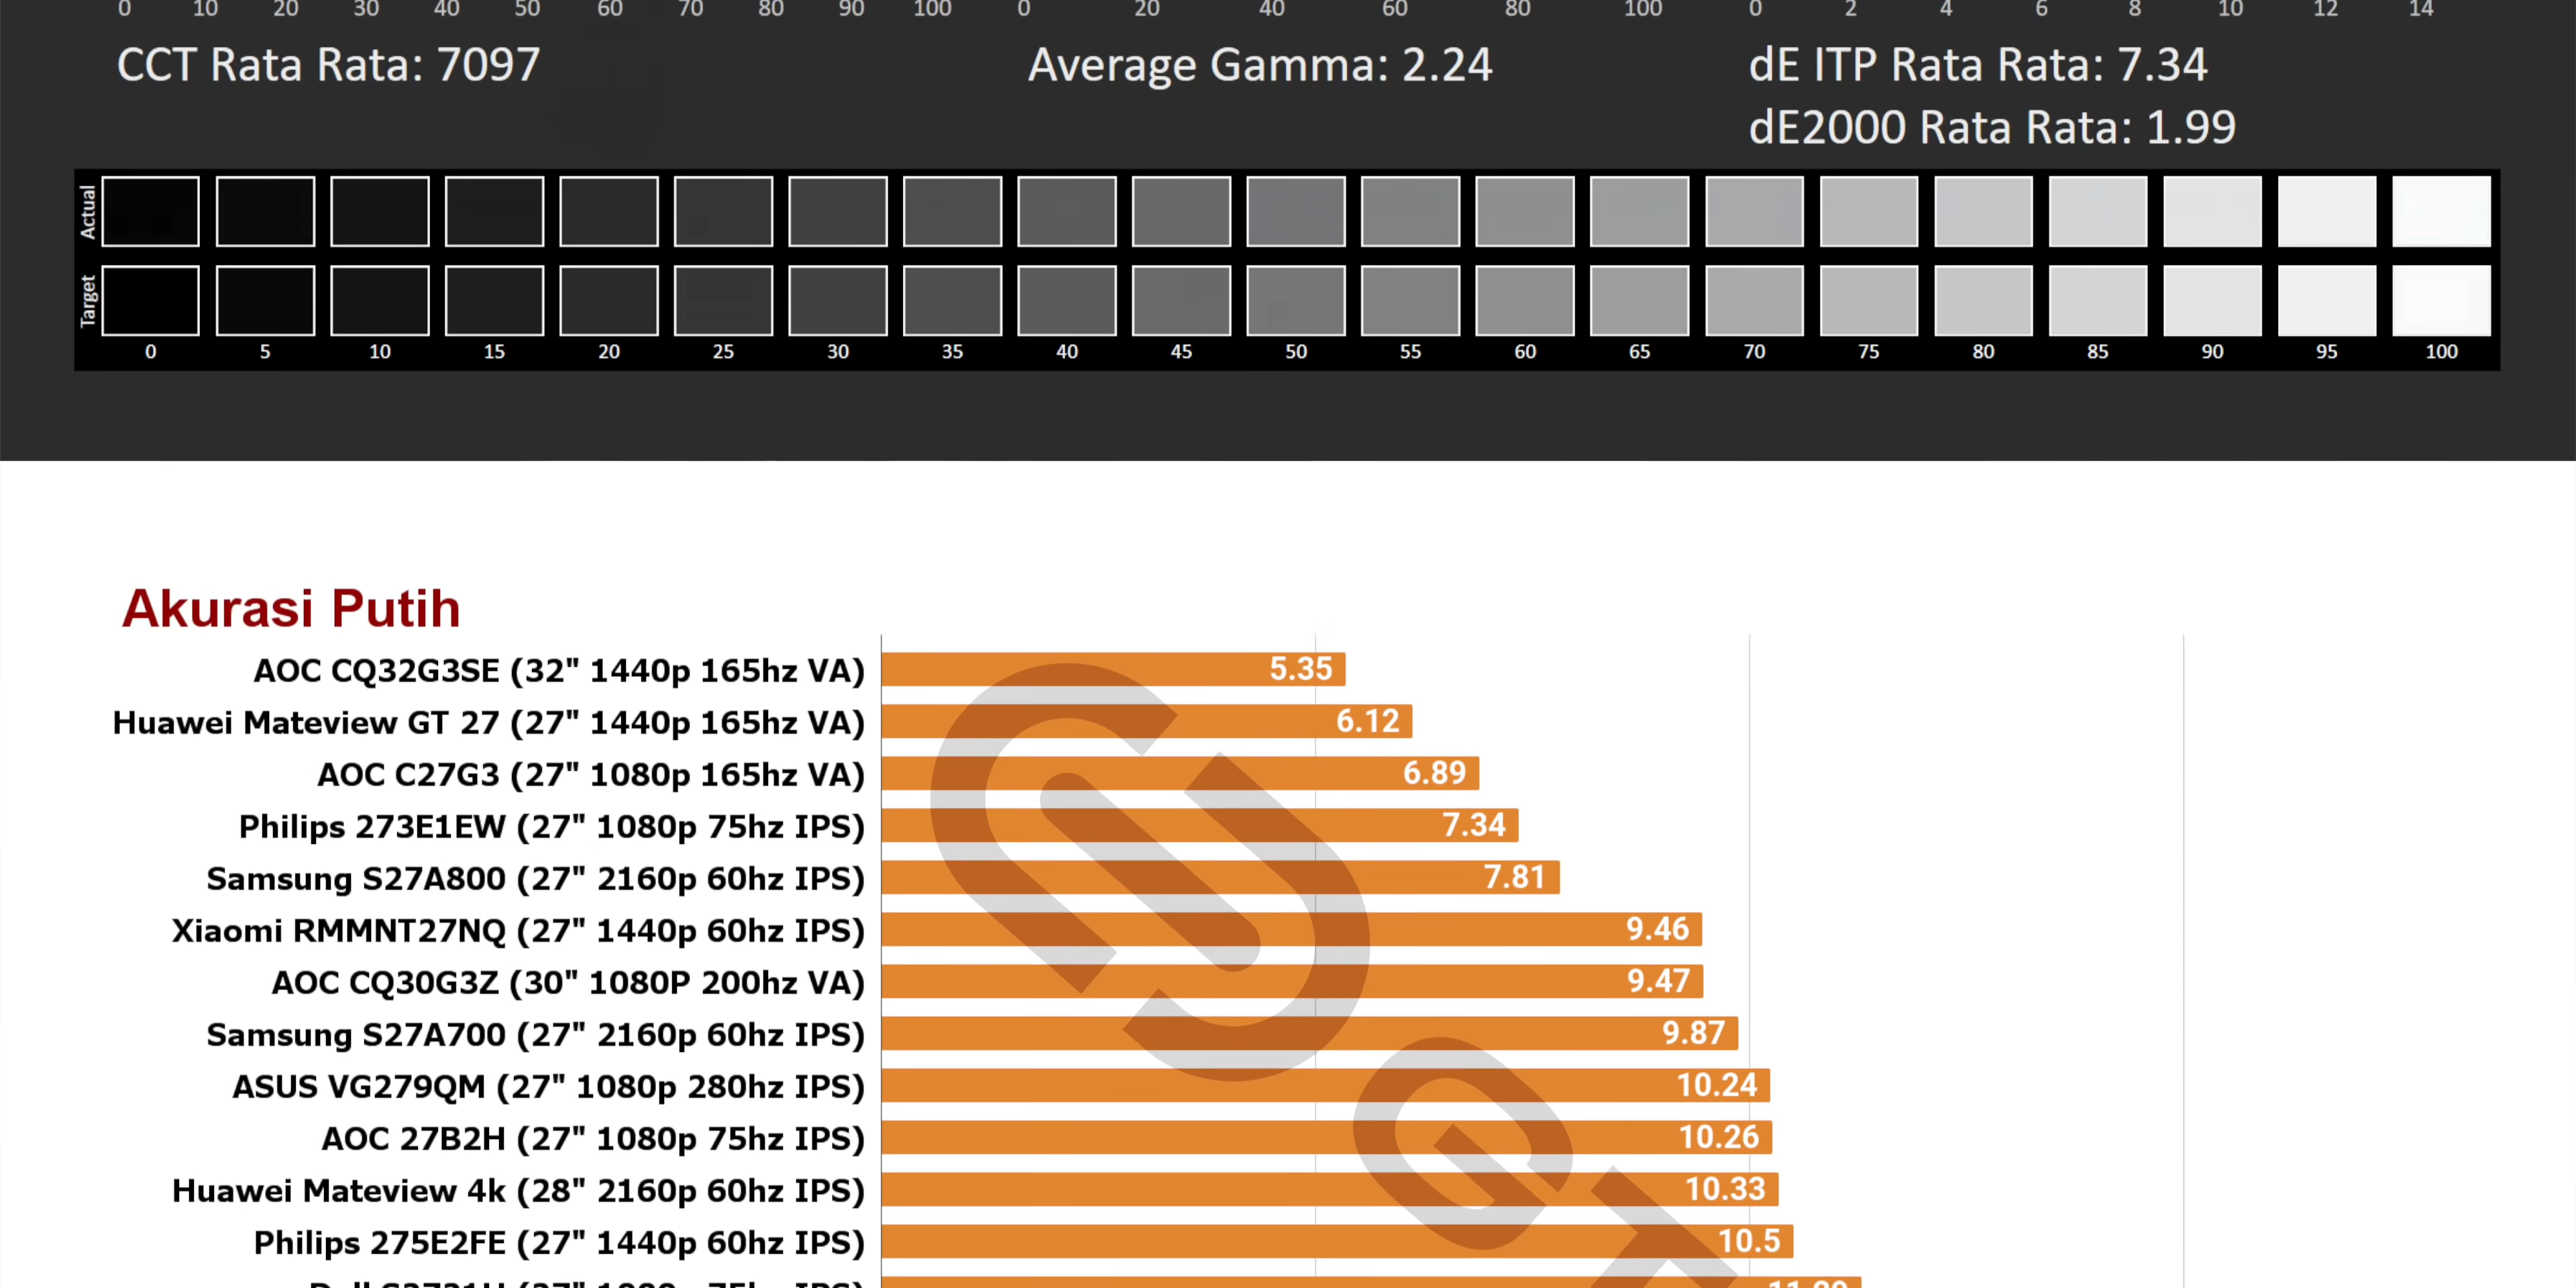 0 10 20 30 40 50 60 70 80 90 100 0 20 40 60 80 100 0 2 4 6 8 10 12 14
CCT Rata Rata: 7097
Average Gamma: 2.24
dE ITP Rata Rata: 7.34
dE2000 Rata Rata: 1.99
Actual
Target
0 5 10 15 20 25 30 35 40 45 50 55 60 65 70 75 80 85 90 95 100
Akurasi Putih
AOC CQ32G3SE (32" 1440p 165hz VA) 5.35
Huawei Mateview GT 27 (27" 1440p 165hz VA) 6.12
AOC C27G3 (27" 1080p 165hz VA) 6.89
Philips 273E1EW (27" 1080p 75hz IPS) 7.34
Samsung S27A800 (27" 2160p 60hz IPS) 7.81
Xiaomi RMMNT27NQ (27" 1440p 60hz IPS) 9.46
AOC CQ30G3Z (30" 1080P 200hz VA) 9.47
Samsung S27A700 (27" 2160p 60hz IPS) 9.87
ASUS VG279QM (27" 1080p 280hz IPS) 10.24
AOC 27B2H (27" 1080p 75hz IPS) 10.26
Huawei Mateview 4k (28" 2160p 60hz IPS) 10.33
Philips 275E2FE (27" 1440p 60hz IPS) 10.5